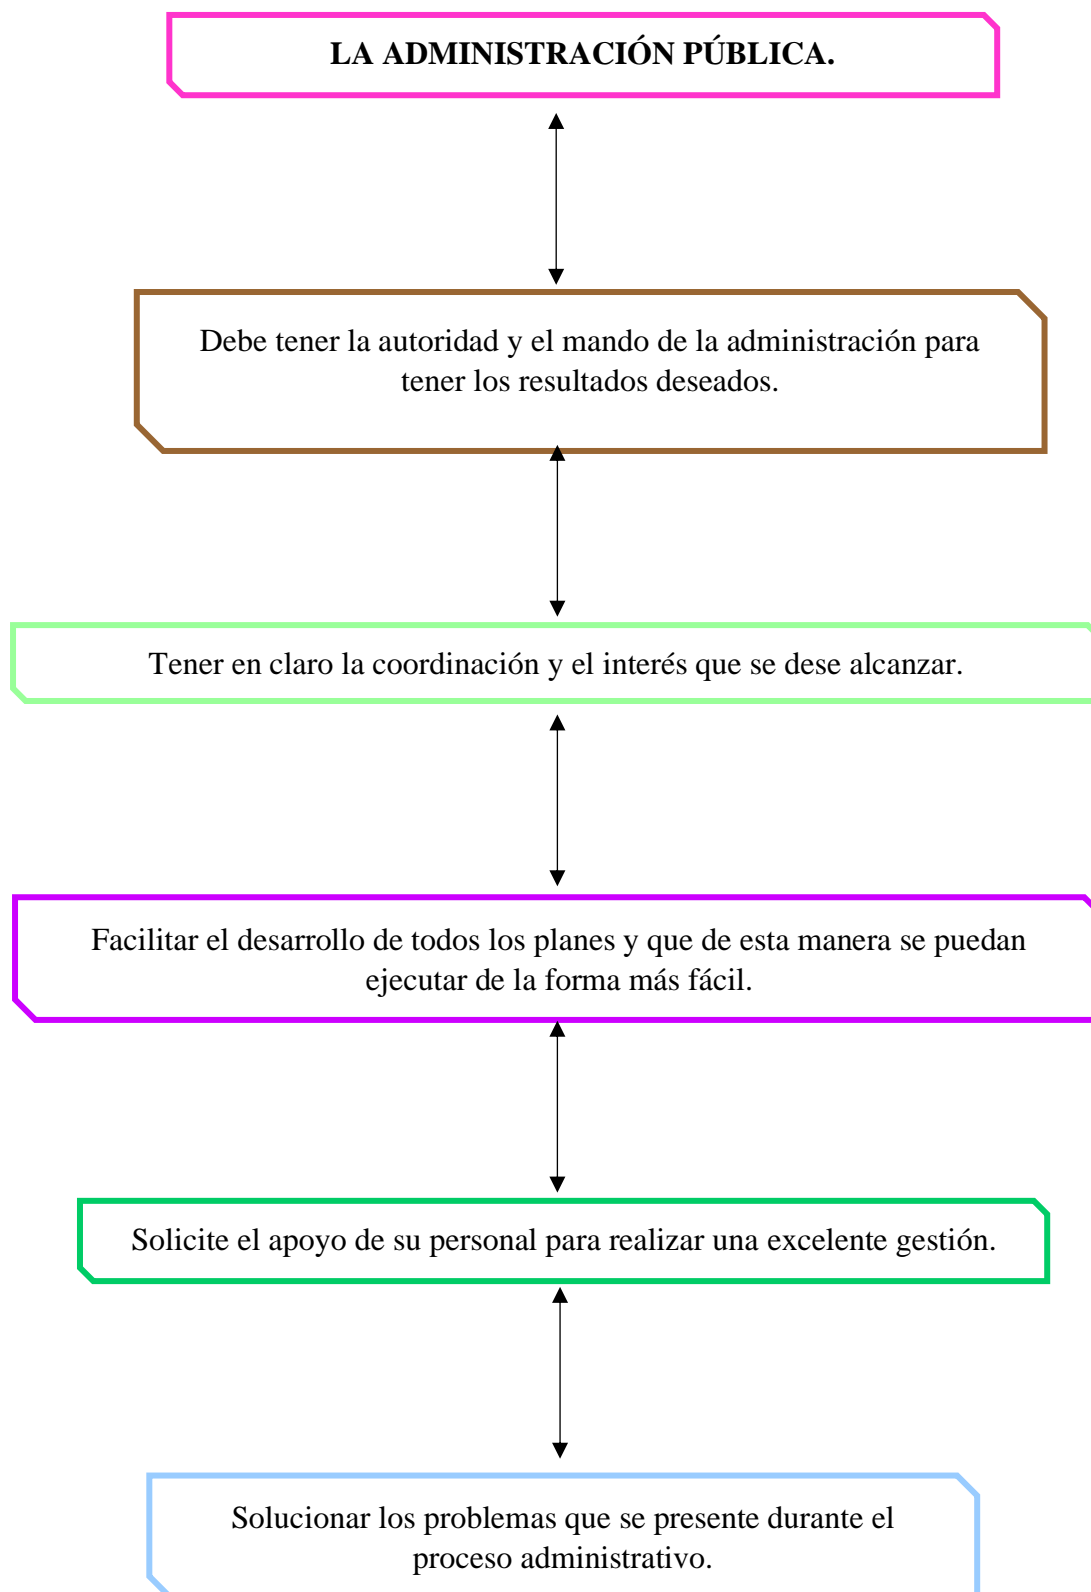 LA ADMINISTRACIÓN PÚBLICA.
Debe tener la autoridad y el mando de la administración para
tener los resultados deseados.
Tener en claro la coordinación y el interés que se dese alcanzar.
Facilitar el desarrollo de todos los planes y que de esta manera se puedan
ejecutar de la forma más fácil.
Solicite el apoyo de su personal para realizar una excelente gestión.
Solucionar los problemas que se presente durante el
proceso administrativo.